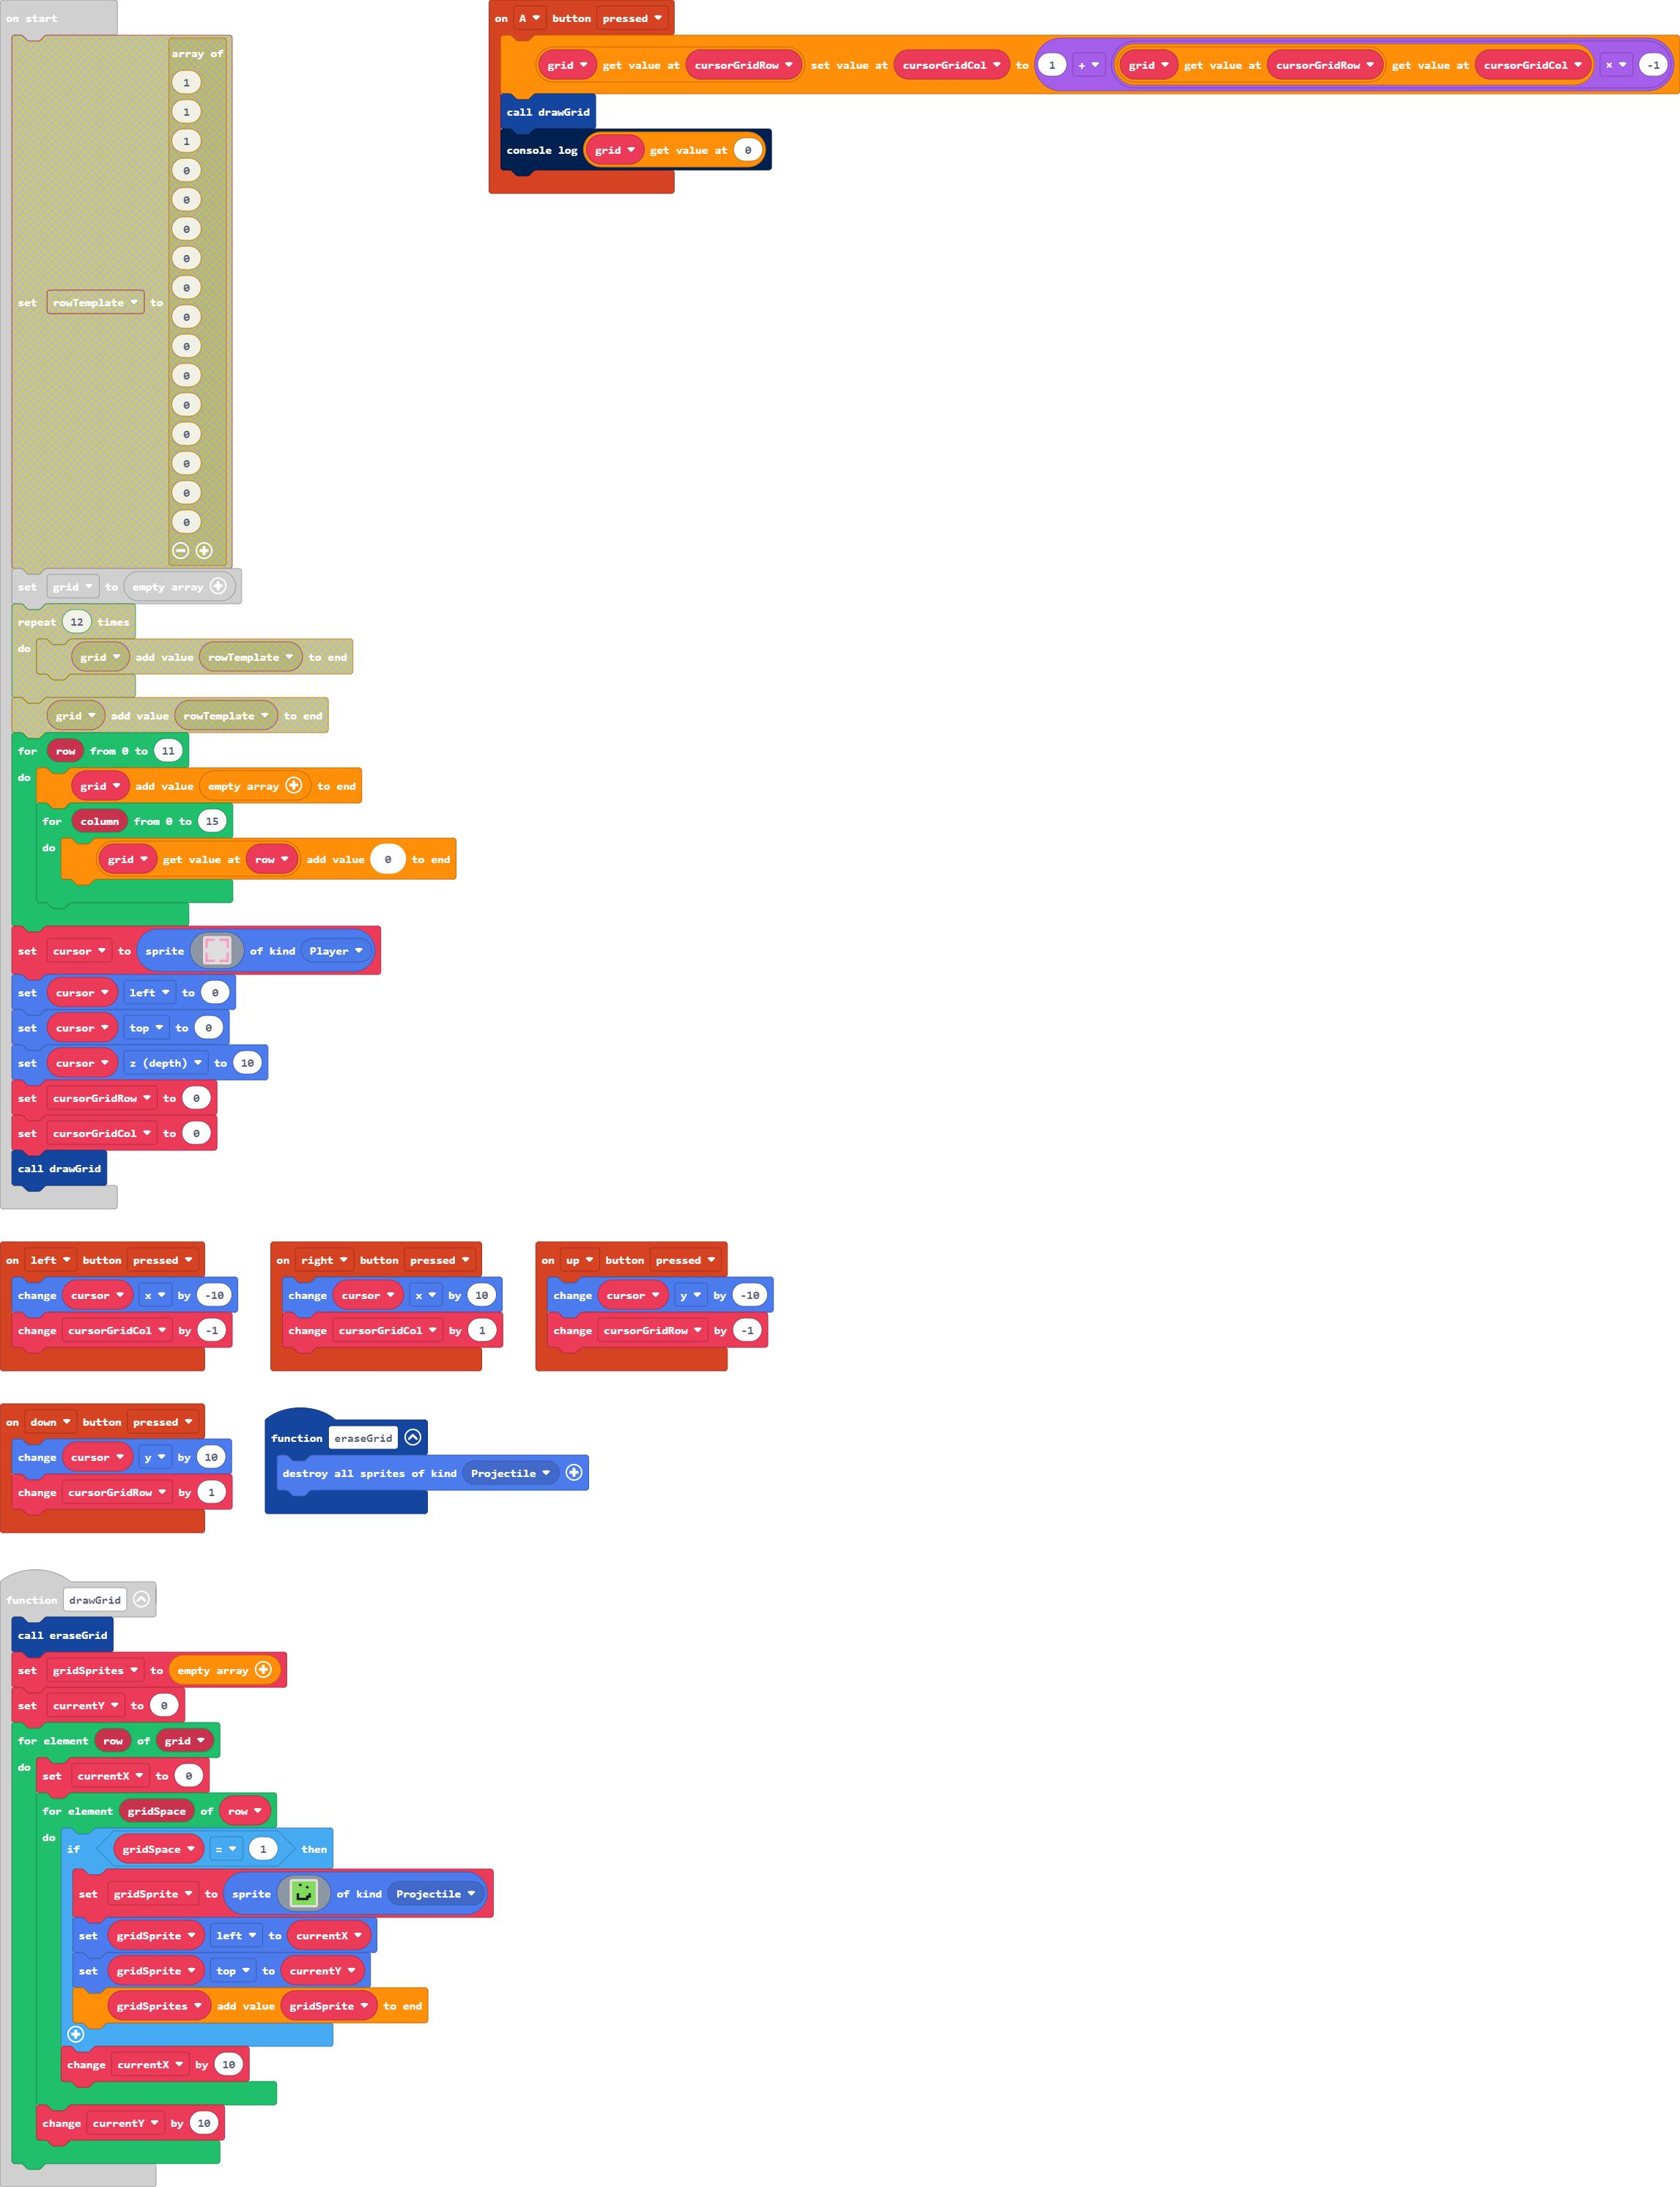 on start
array of
1
1
1
0
0
0
0
0
set rowTemplate to
0
0
0
0
0
0
0
0
set grid to empty array
repeat 12 times
do
grid add value rowTemplate to end
grid add value rowTemplate to end
for row from 0 to 11
do
grid add value empty array to end
for column from 0 to 15
do
grid get value at row add value 0 to end
set cursor to sprite of kind Player
set cursor left to 0
set cursor top to 0
set cursor z (depth) to 10
set cursorGridRow to 0
set cursorGridCol to 0
call drawGrid
on A button pressed
grid get value at cursorGridRow set value at cursorGridCol to 1 + grid get value at cursorGridRow get value at cursorGridCol × -1
call drawGrid
console log grid get value at 0
on left button pressed
change cursor x by -10
change cursorGridCol by -1
on right button pressed
change cursor x by 10
change cursorGridCol by 1
on up button pressed
change cursor y by -10
change cursorGridRow by -1
on down button pressed
change cursor y by 10
change cursorGridRow by 1
function eraseGrid
destroy all sprites of kind Projectile
function drawGrid
call eraseGrid
set gridSprites to empty array
set currentY to 0
for element row of grid
do
set currentX to 0
for element gridSpace of row
do
if gridSpace = 1 then
set gridSprite to sprite of kind Projectile
set gridSprite left to currentX
set gridSprite top to currentY
gridSprites add value gridSprite to end
change currentX by 10
change currentY by 10